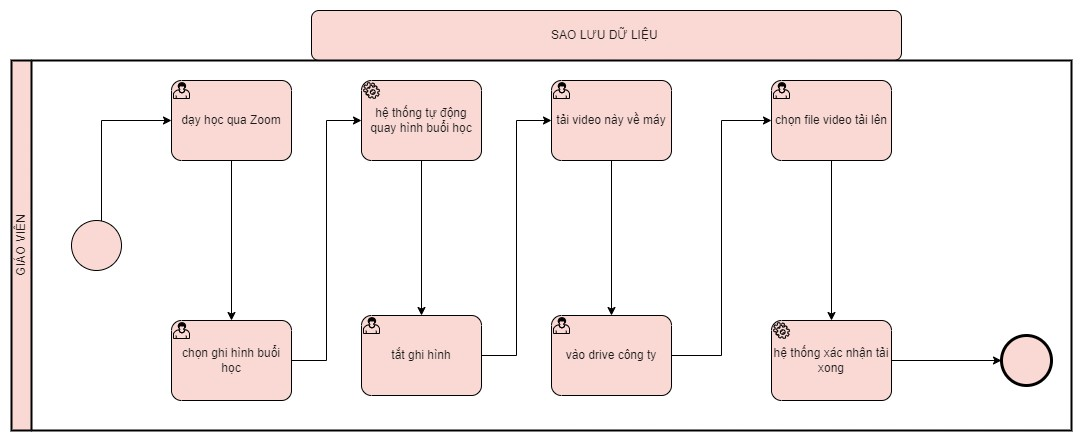 SAO LƯU DỮ LIỆU
GIÁO VIÊN
dạy học qua Zoom
chọn ghi hình buổi
học
hệ thống tự động
quay hình buổi học
tắt ghi hình
tải video này về máy
vào drive công ty
chọn file video tải lên
hệ thống xác nhận tải
xong